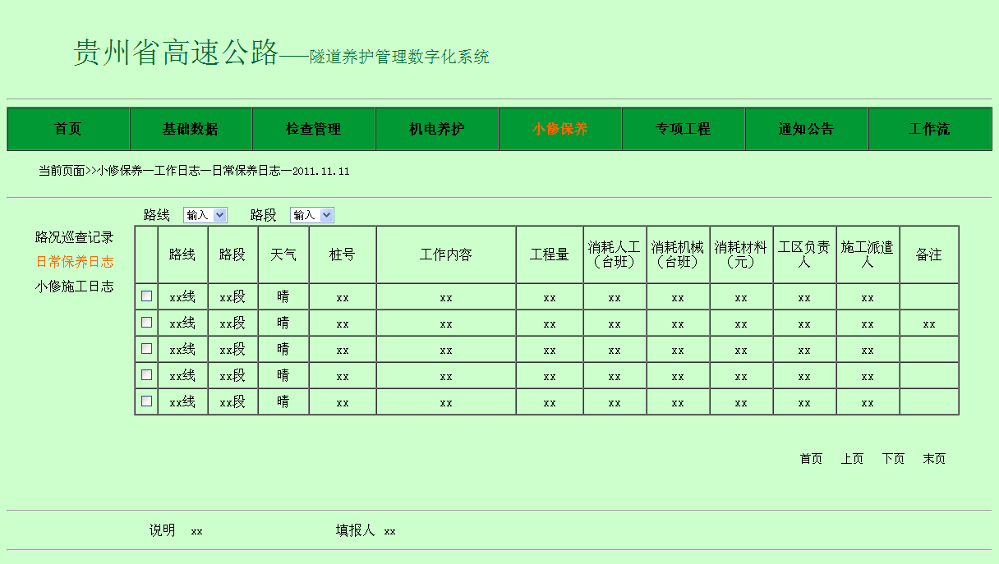 贵州省高速公路——隧道养护管理数字化系统
首页 基础数据 检查管理 机电养护 小修保养 专项工程 通知公告 工作流
当前页面>>小修保养—工作日志—日常保养日志—2011.11.11
路线 输入 路段 输入
路况巡查记录
日常保养日志
小修施工日志
路线 路段 天气 桩号 工作内容 工程量 消耗人工（台班） 消耗机械（台班） 消耗材料（元） 工区负责人 施工派遣人 备注
xx线 xx段 晴 xx xx xx xx xx xx xx xx
xx线 xx段 晴 xx xx xx xx xx xx xx xx xx
xx线 xx段 晴 xx xx xx xx xx xx xx xx
xx线 xx段 晴 xx xx xx xx xx xx xx xx
xx线 xx段 晴 xx xx xx xx xx xx xx xx
首页 上页 下页 末页
说明 xx 填报人 xx